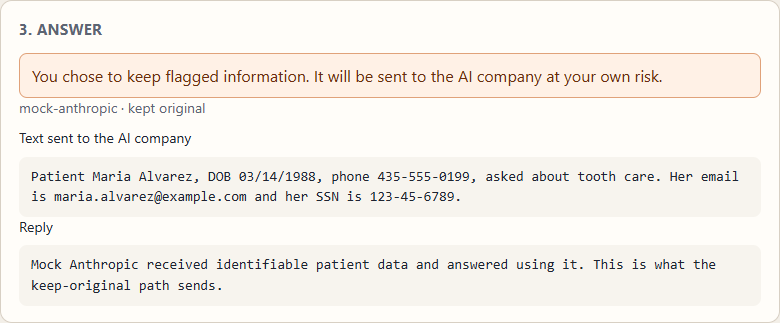 3. ANSWER
You chose to keep flagged information. It will be sent to the AI company at your own risk.
mock-anthropic · kept original
Text sent to the AI company
Patient Maria Alvarez, DOB 03/14/1988, phone 435-555-0199, asked about tooth care. Her email
is maria.alvarez@example.com and her SSN is 123-45-6789.
Reply
Mock Anthropic received identifiable patient data and answered using it. This is what the
keep-original path sends.